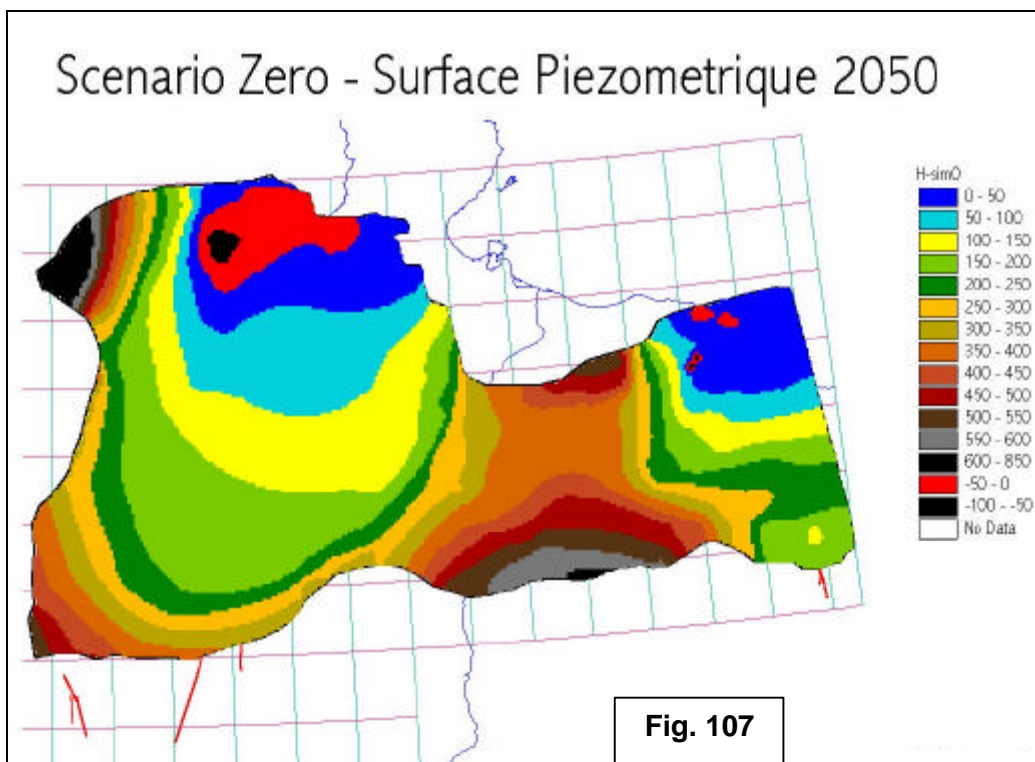 Scenario Zero - Surface Piezometrique 2050
H-sim0
0 - 50
50 - 100
100 - 150
150 - 200
200 - 250
250 - 300
300 - 350
350 - 400
400 - 450
450 - 500
500 - 550
550 - 600
600 - 850
-50 - 0
-100 - -50
No Data
Fig. 107